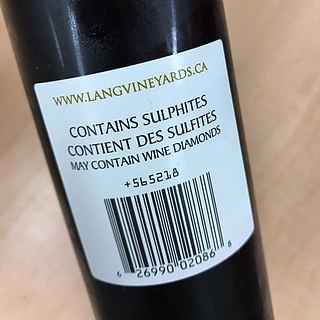 WWW.LANGVINEYARDS.CA
CONTAINS SULPHITES
CONTIENT DES SULFITES
MAY CONTAIN WINE DIAMONDS
+565218
6 26990 02086 8